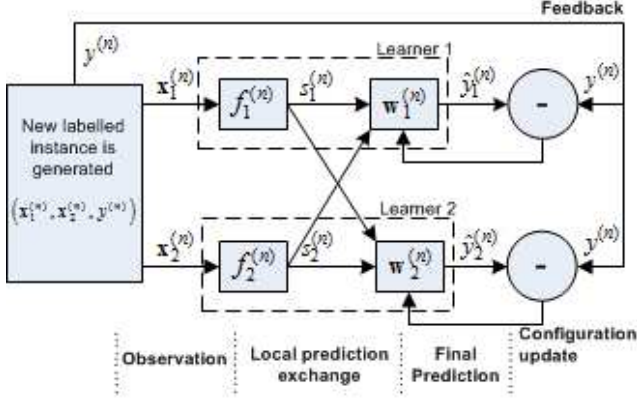 Feedback
y^{(n)}
Learner 1
x_1^{(n)}
f_1^{(n)}
s_1^{(n)}
w_1^{(n)}
ŷ_1^{(n)}
-
y^{(n)}
New labelled
instance is
generated
(x_1^{(n)}, x_2^{(n)}, y^{(n)})
Learner 2
x_2^{(n)}
f_2^{(n)}
s_2^{(n)}
w_2^{(n)}
ŷ_2^{(n)}
-
y^{(n)}
Observation
Local prediction
exchange
Final
Prediction
Configuration
update